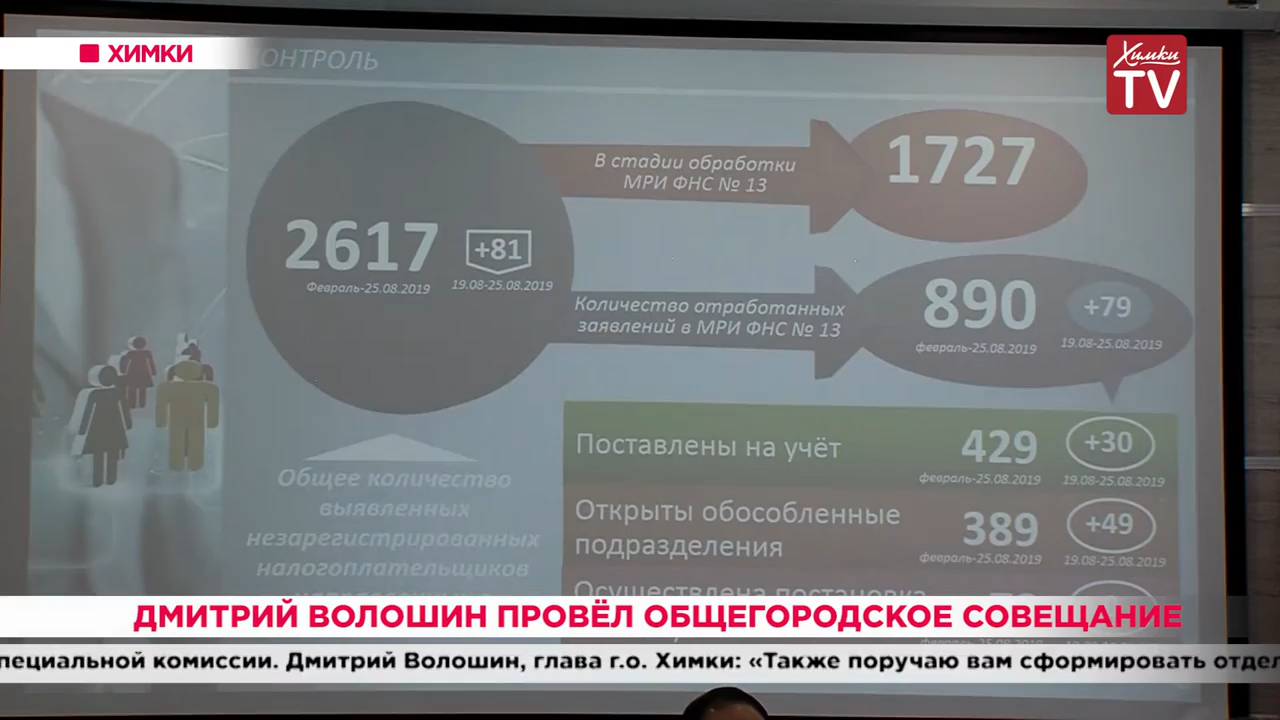 ХИМКИ
Химки
TV
В стадии обработки
МРИ ФНС № 13
1727
2617
+81
Февраль-25.08.2019
19.08-25.08.2019
Количество отработанных
заявлений в МРИ ФНС № 13
890
+79
февраль-25.08.2019
19.08-25.08.2019
Поставлены на учёт
429
+30
февраль-25.08.2019
19.08-25.08.2019
Общее количество
выявленных
незарегистрированных
налогоплательщиков
Открыты обособленные
подразделения
389
+49
февраль-25.08.2019
19.08-25.08.2019
Осуществлена постановка
ДМИТРИЙ ВОЛОШИН ПРОВЁЛ ОБЩЕГОРОДСКОЕ СОВЕЩАНИЕ
пециальной комиссии. Дмитрий Волошин, глава г.о. Химки: «Также поручаю вам сформировать отдел